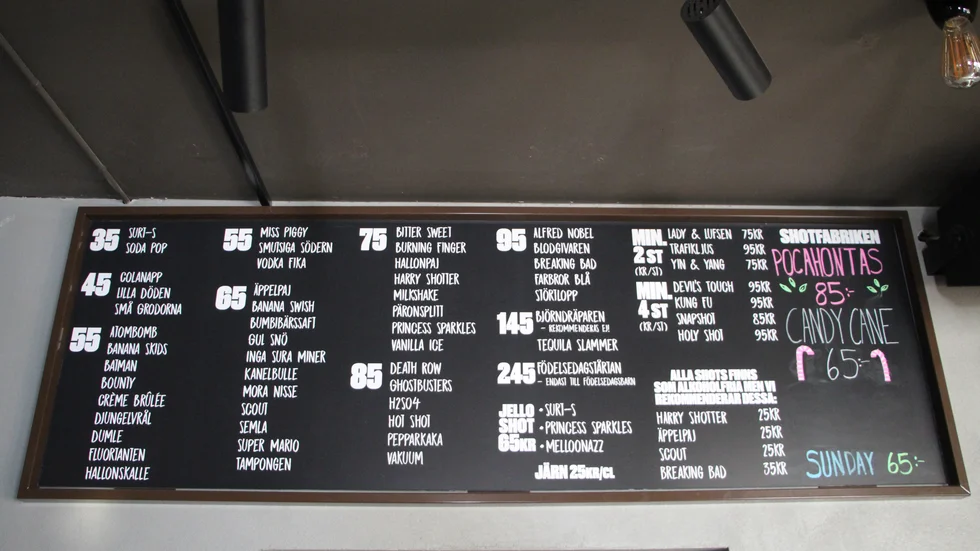 35
SURT-S
SODA POP
45
COLANAPP
LILLA DÖDEN
SMÅ GRODORNA
55
ATOMBOMB
BANANA SKIDS
BATMAN
BOUNTY
CRÈME BRÛLÉE
DJUNGELVRÅL
DUMLE
FLUORTANTEN
HALLONSKALLE
55
MISS PIGGY
SMUTSIGA SÖDERN
VODKA FIKA
65
ÄPPELPAJ
BANANA SWISH
BUMBIBÄRSSAFT
GUL SNÖ
INGA SURA MINER
KANELBULLE
MORA NISSE
SCOUT
SEMLA
SUPER MARIO
TAMPONGEN
75
BITTER SWEET
BURNING FINGER
HALLONPAJ
HARRY SHOTTER
MILKSHAKE
PÄRONSPLITT
PRINCESS SPARKLES
VANILLA ICE
85
DEATH ROW
GHOSTBUSTERS
H2SO4
HOT SHOT
PEPPARKAKA
VAKUUM
95
ALFRED NOBEL
BLODGIVAREN
BREAKING BAD
FARBROR BLÅ
STÖRTLOPP
145
BJÖRNDRÄPAREN
- REKOMMENDERAS EJ!
TEQUILA SLAMMER
245
FÖDELSEDAGSTÅRTAN
- ENDAST TILL FÖDELSEDAGSBARN
JELLO
SHOT
65KR
• SURT-S
• PRINCESS SPARKLES
• MELLOONAZZ
JÄRN 25KR/CL
MIN.
2 ST
(KR/ST)
LADY & LUFSEN 75KR
TRAFIKLJUS 95KR
YIN & YANG 75KR
MIN.
4 ST
(KR/ST)
DEVIL'S TOUCH 95KR
KUNG FU 95KR
SNAPSHOT 85KR
HOLY SHOT 95KR
ALLA SHOTS FINNS
SOM ALKOHOLFRIA MEN VI
REKOMMENDERAR DESSA:
HARRY SHOTTER 25KR
ÄPPELPAJ 25KR
SCOUT 25KR
BREAKING BAD 35KR
SHOTFABRIKEN
POCAHONTAS
85:-
CANDY CANE
65:-
SUNDAY 65:-